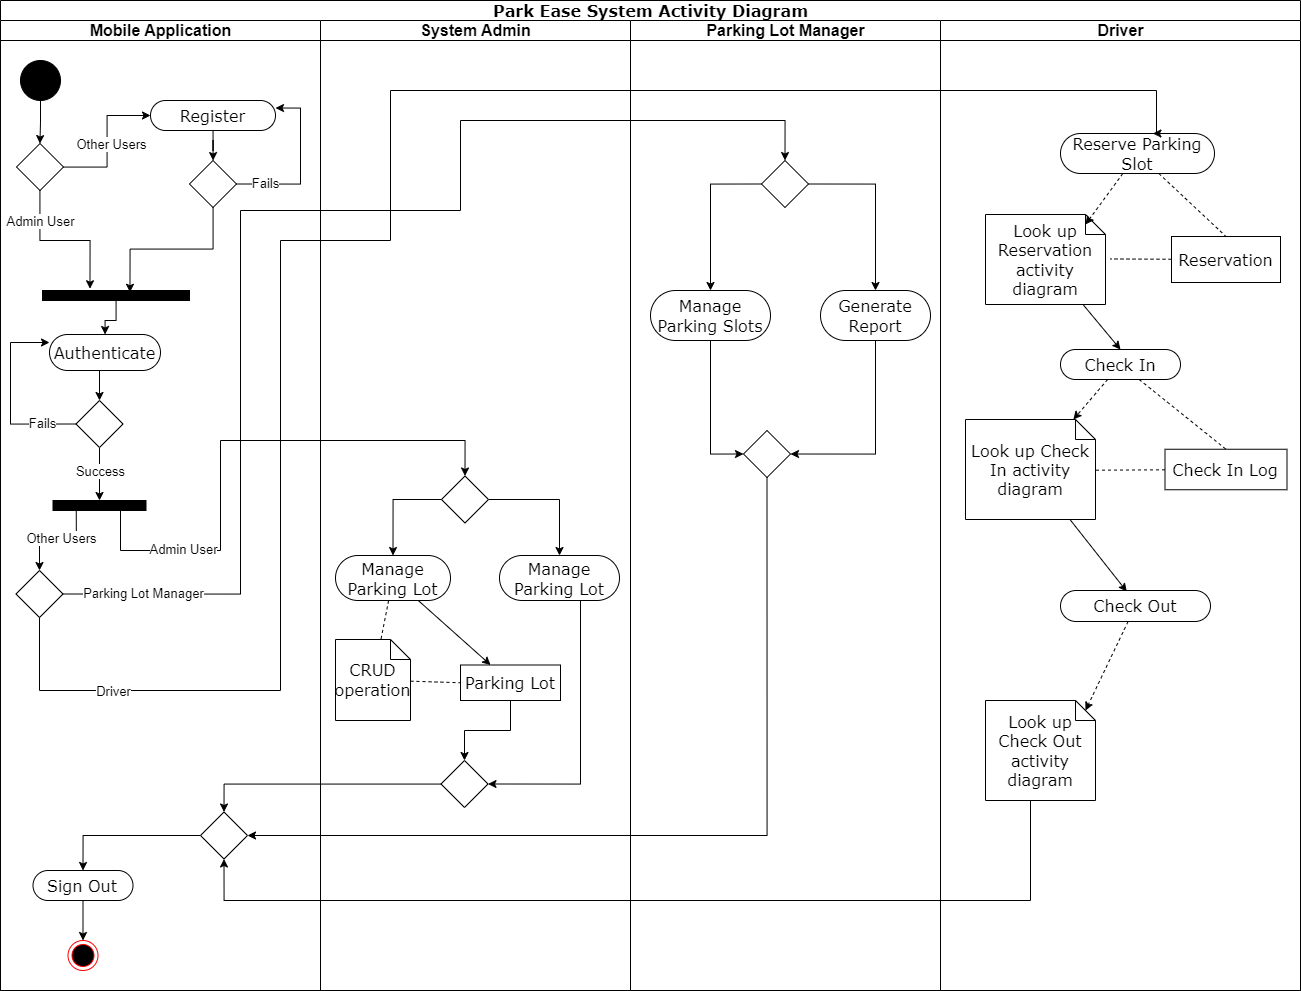 Park Ease System Activity Diagram
Mobile Application
System Admin
Parking Lot Manager
Driver
Register
Other Users
Fails
Admin User
Authenticate
Fails
Success
Other Users
Admin User
Parking Lot Manager
Driver
Sign Out
Manage
Parking Lot
Manage
Parking Lot
CRUD
operation
Parking Lot
Manage
Parking Slots
Generate
Report
Reserve Parking
Slot
Look up
Reservation
activity
diagram
Reservation
Check In
Look up Check
In activity
diagram
Check In Log
Check Out
Look up
Check Out
activity
diagram